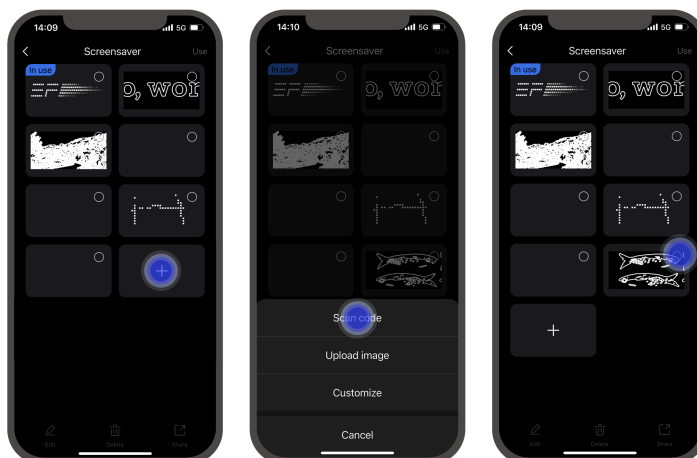 14:09
5G
Screensaver
Use
In use
o, wor
Edit
Delete
Share
14:10
5G
Screensaver
Use
In use
o, wor
Scan code
Upload image
Customize
Cancel
14:09
5G
Screensaver
Use
In use
o, wor
Edit
Delete
Share